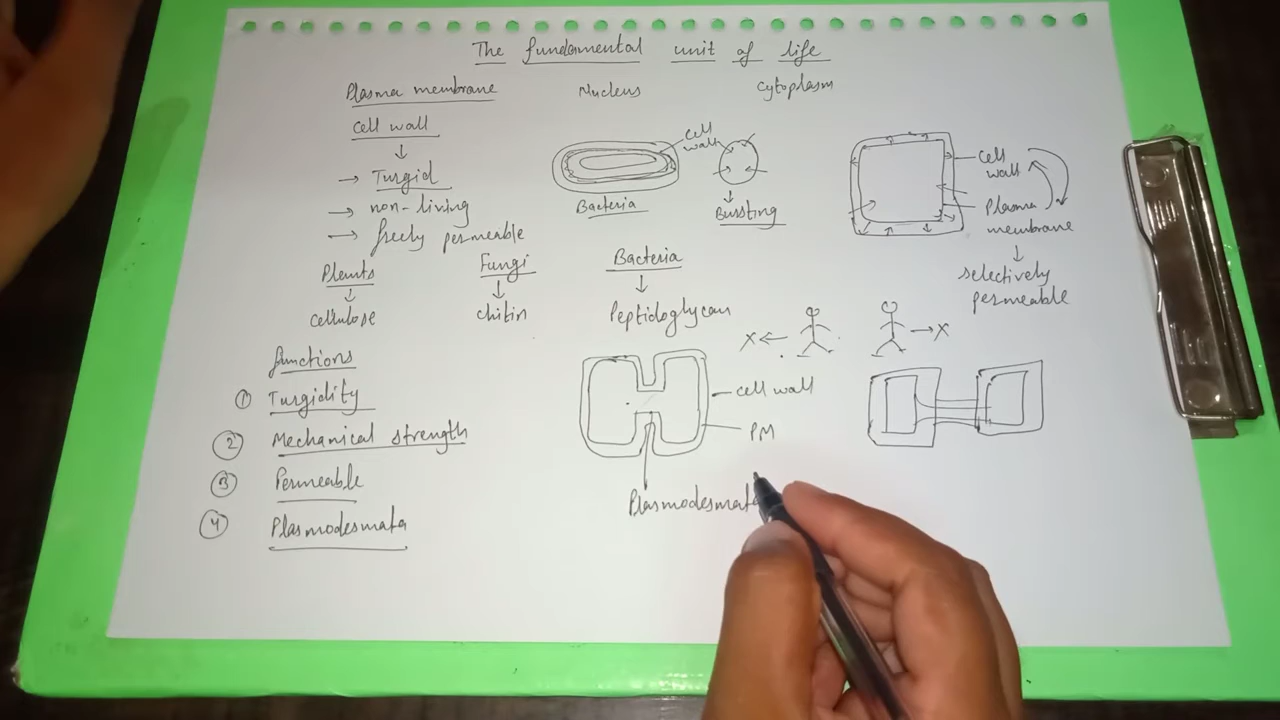 The fundamental unit of life
Plasma membrane Nucleus Cytoplasm
Cell wall
→ Turgid
→ non-living
→ freely permeable
Cell
wall
Bacteria
Bursting
Cell
wall
Plasma
membrane
selectively
permeable
Plants Fungi Bacteria
Cellulose chitin Peptidoglycan
X X
functions
① Turgidity
② Mechanical strength
③ Permeable
④ Plasmodesmata
cell wall
PM
Plasmodesmata